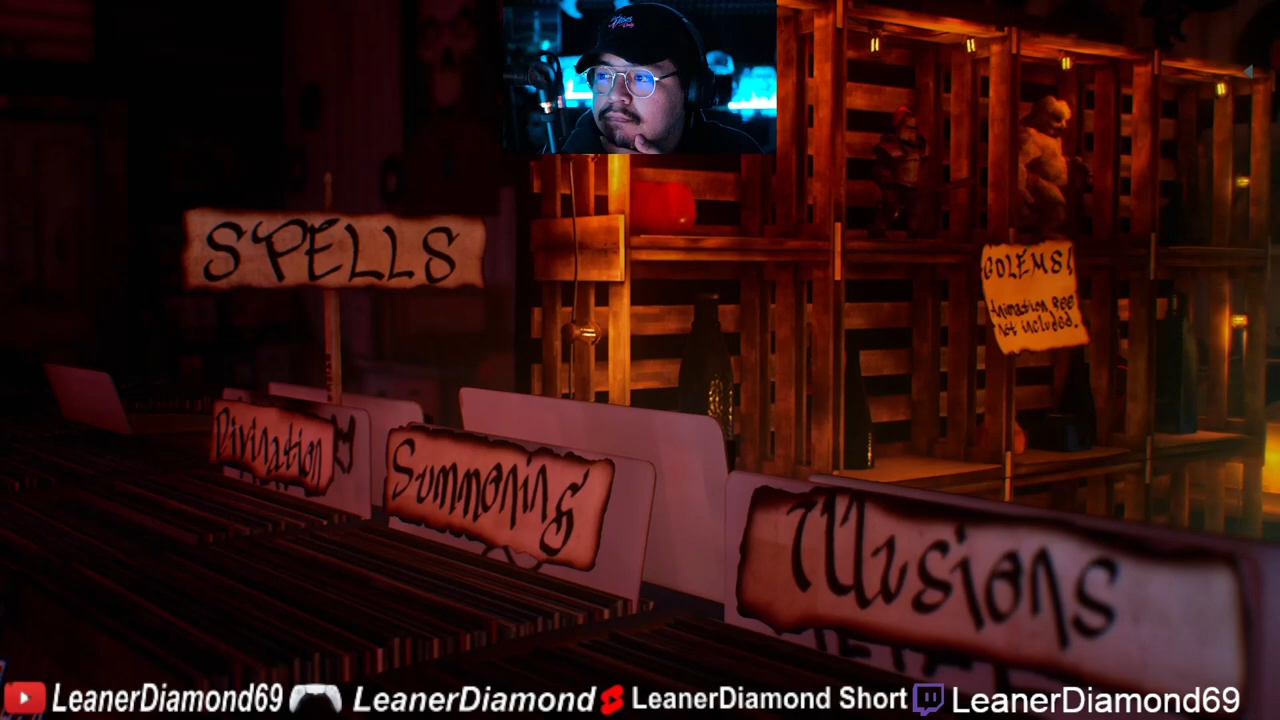 SPELLS
GOLEMS!
Animation fee
not included.
Divination
Summoning
Illusions
LeanerDiamond69
LeanerDiamond
LeanerDiamond Short
LeanerDiamond69